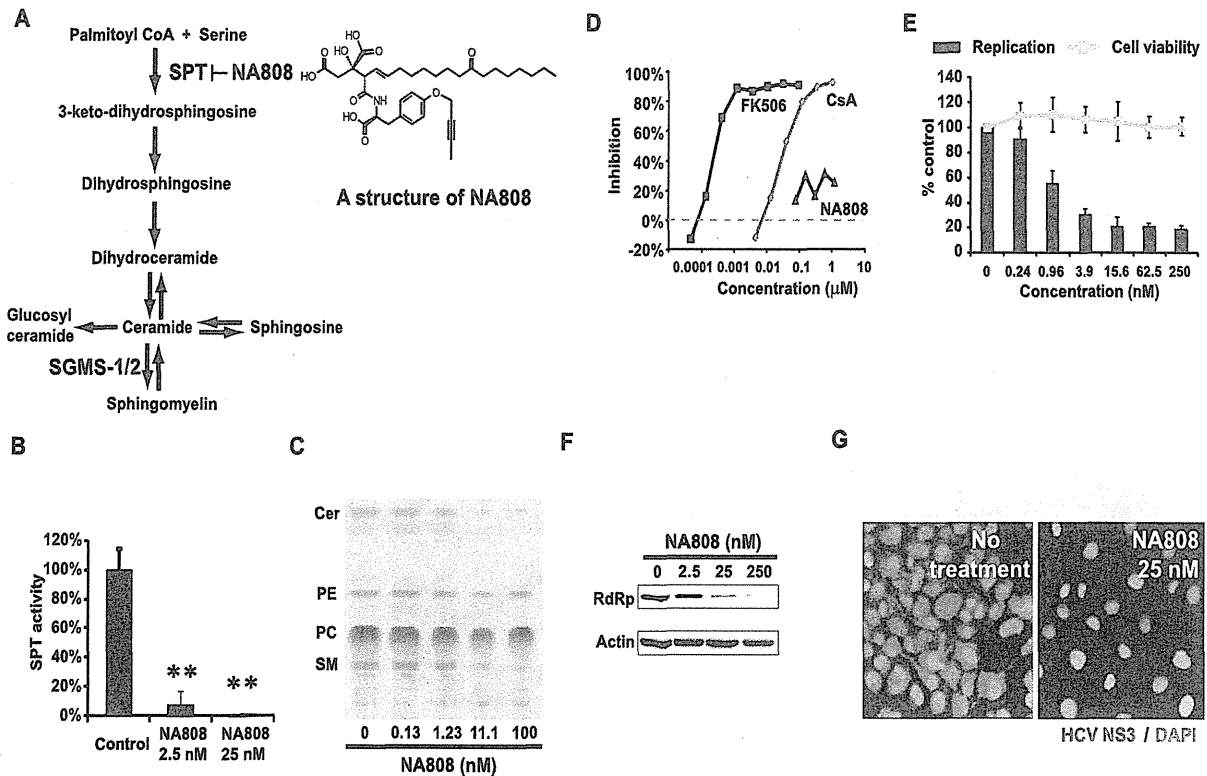 A
Palmitoyl CoA + Serine
SPT NA808
3-keto-dihydrosphingosine
Dihydrosphingosine
Dihydroceramide
Glucosyl
ceramide
Ceramide
Sphingosine
SGMS-1/2
Sphingomyelin
HO
O
HO
O
OH
OH
O
O
O
NH
HO
O
A structure of NA808
D
100%
80%
60%
40%
20%
0%
-20%
Inhibition
FK506
CsA
NA808
0.0001 0.001 0.01 0.1 1 10
Concentration (μM)
E
Replication Cell viability
140
120
100
80
60
40
20
0
% control
0 0.24 0.96 3.9 15.6 62.5 250
Concentration (nM)
B
120%
100%
80%
60%
40%
20%
0%
SPT activity
** **
Control
NA808
2.5 nM
NA808
25 nM
C
Cer
PE
PC
SM
0 0.13 1.23 11.1 100
NA808 (nM)
F
NA808 (nM)
0 2.5 25 250
RdRp
Actin
G
No
treatment
NA808
25 nM
HCV NS3 / DAPI